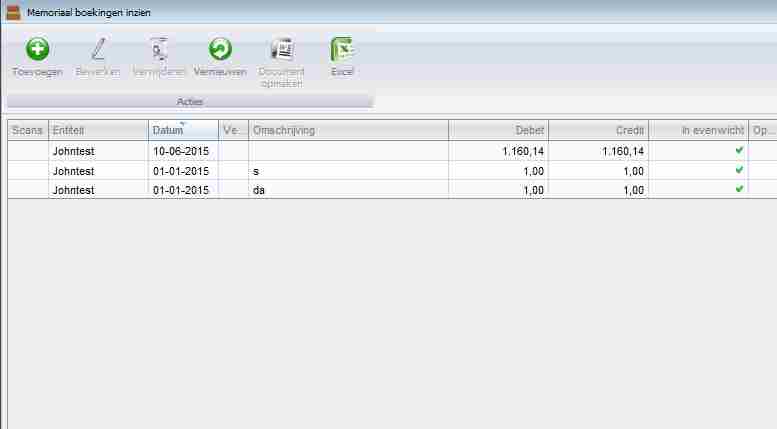 Memoriaal boekingen inzien
Toevoegen Bewerken Verwijderen Vernieuwen Document opmaken Excel
Acties
Scans Entiteit Datum Ve... Omschrijving Debet Credit In evenwicht Op...
Johntest 10-06-2015 1.160,14 1.160,14
Johntest 01-01-2015 s 1,00 1,00
Johntest 01-01-2015 da 1,00 1,00